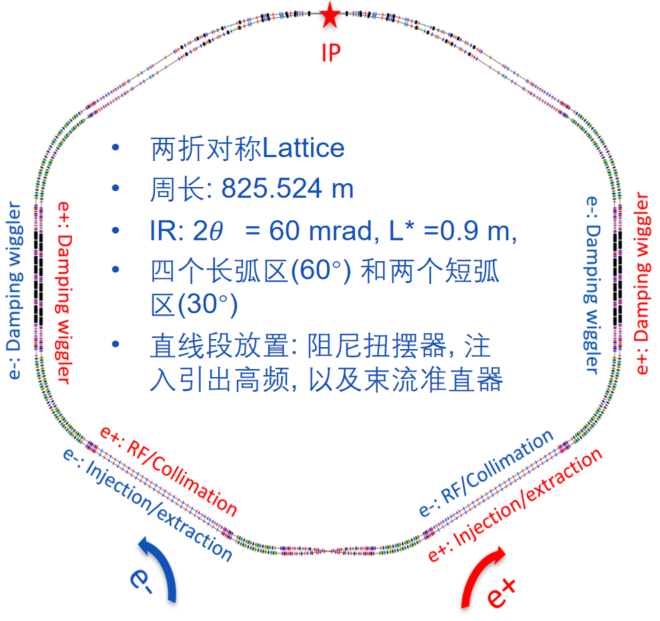 IP
两折对称Lattice
周长: 825.524 m
IR: 2θ = 60 mrad, L* =0.9 m,
四个长弧区(60°) 和两个短弧
区(30°)
直线段放置: 阻尼扭摆器, 注
入引出高频, 以及束流准直器
e-: Damping wiggler
e+: Damping wiggler
e-: Damping wiggler
e+: Damping wiggler
e+: RF/Collimation
e-: Injection/extraction
e-: RF/Collimation
e+: Injection/extraction
e-
e+